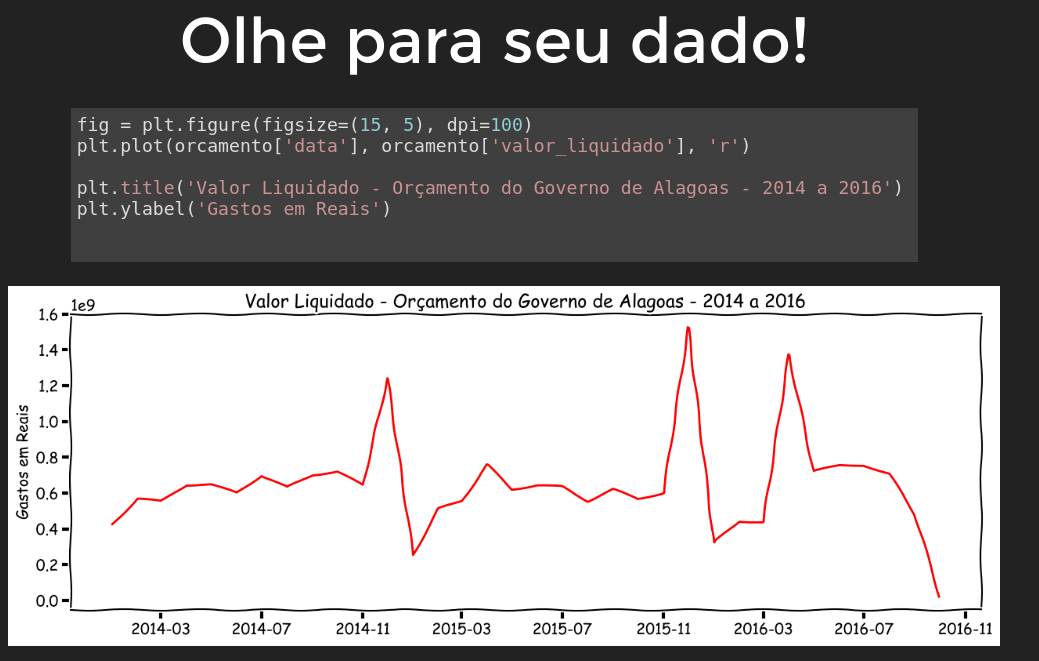 Olhe para seu dado!
fig = plt.figure(figsize=(15, 5), dpi=100)
plt.plot(orcamento['data'], orcamento['valor_liquidado'], 'r')
plt.title('Valor Liquidado - Orçamento do Governo de Alagoas - 2014 a 2016')
plt.ylabel('Gastos em Reais')
1e9
Valor Liquidado - Orçamento do Governo de Alagoas - 2014 a 2016
Gastos em Reais
1.6
1.4
1.2
1.0
0.8
0.6
0.4
0.2
0.0
2014-03 2014-07 2014-11 2015-03 2015-07 2015-11 2016-03 2016-07 2016-11